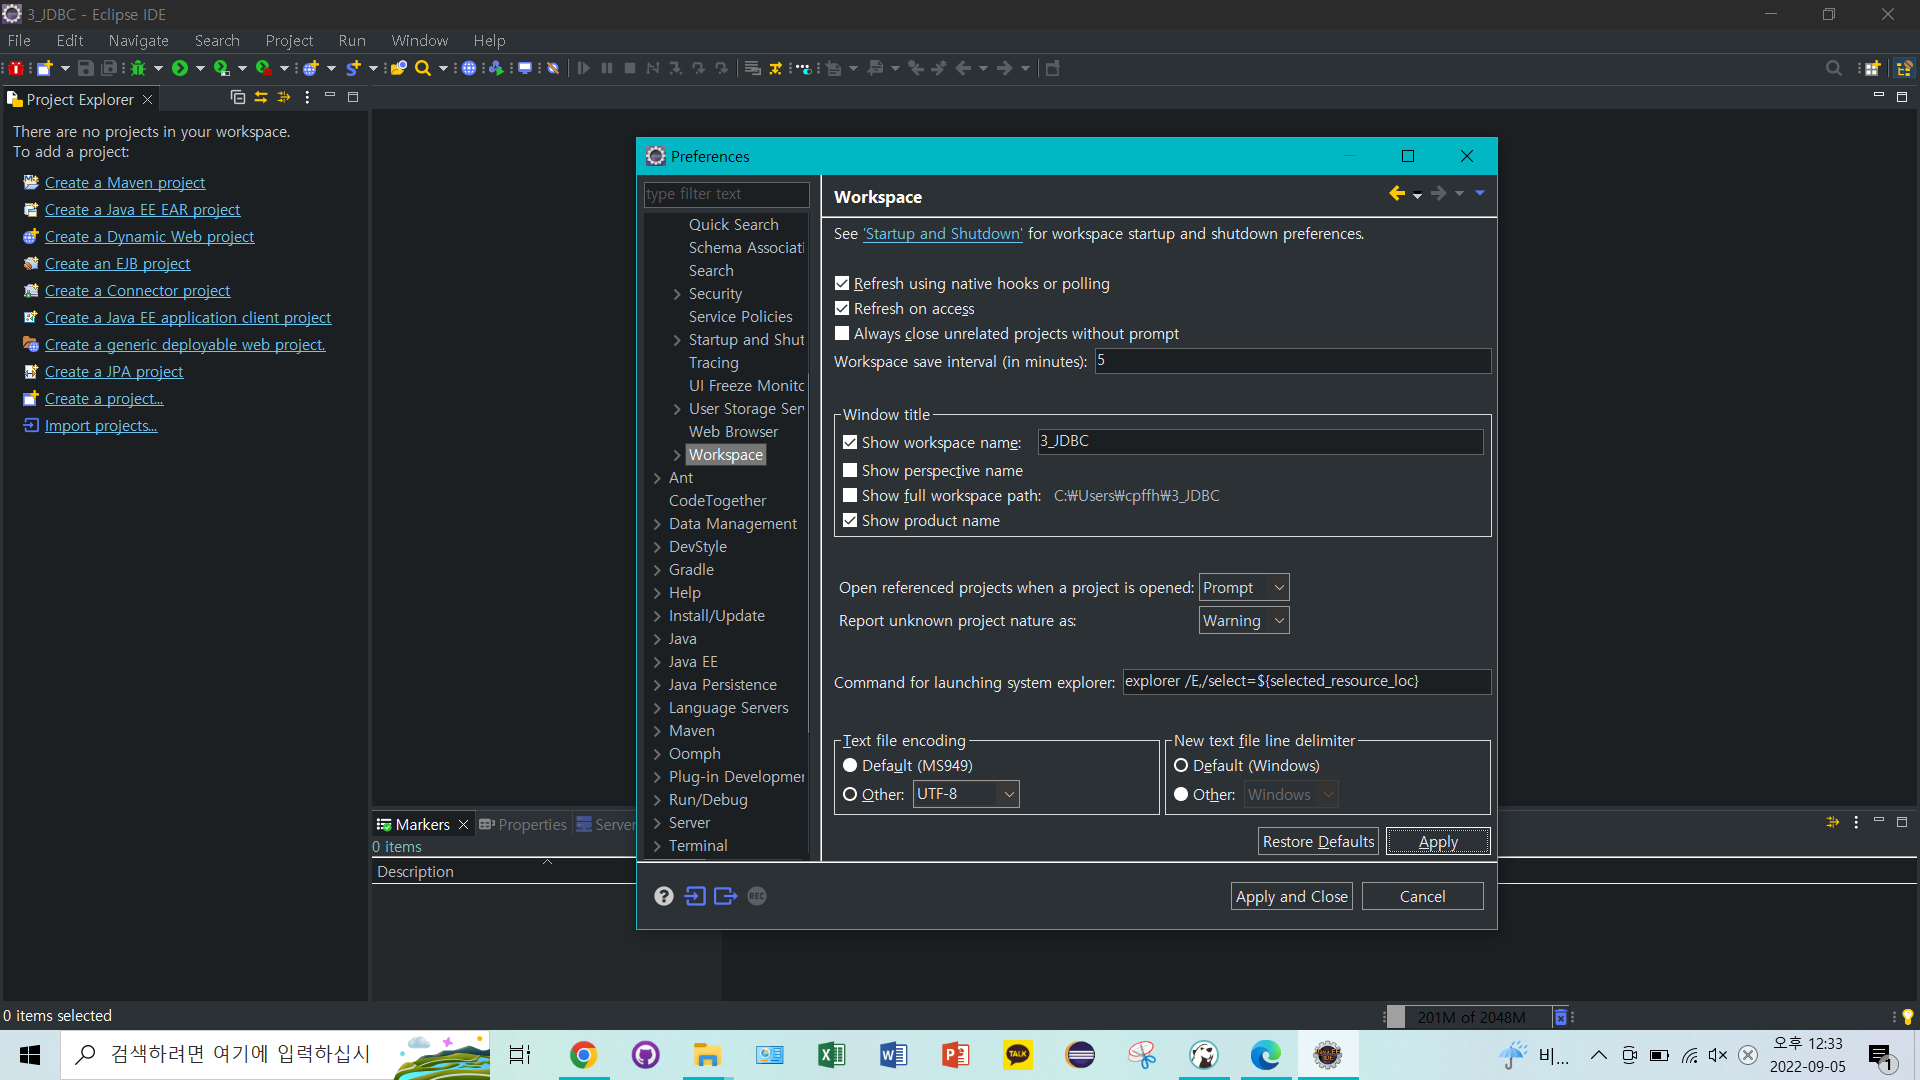 3_JDBC - Eclipse IDE
File Edit Navigate Search Project Run Window Help
Project Explorer
There are no projects in your workspace.
To add a project:
Create a Maven project
Create a Java EE EAR project
Create a Dynamic Web project
Create an EJB project
Create a Connector project
Create a Java EE application client project
Create a generic deployable web project.
Create a JPA project
Create a project...
Import projects...
Preferences
type filter text
Quick Search
Schema Associati
Search
Security
Service Policies
Startup and Shut
Tracing
UI Freeze Monito
User Storage Ser
Web Browser
Workspace
Ant
CodeTogether
Data Management
DevStyle
Gradle
Help
Install/Update
Java
Java EE
Java Persistence
Language Servers
Maven
Oomph
Plug-in Developmer
Run/Debug
Server
Terminal
Workspace
See 'Startup and Shutdown' for workspace startup and shutdown preferences.
Refresh using native hooks or polling
Refresh on access
Always close unrelated projects without prompt
Workspace save interval (in minutes): 5
Window title
Show workspace name: 3_JDBC
Show perspective name
Show full workspace path: C:₩Users₩cpffh₩3_JDBC
Show product name
Open referenced projects when a project is opened: Prompt
Report unknown project nature as: Warning
Command for launching system explorer: explorer /E,/select=${selected_resource_loc}
Text file encoding
Default (MS949)
Other: UTF-8
New text file line delimiter
Default (Windows)
Other: Windows
Restore Defaults Apply
Apply and Close Cancel
REC
Markers Properties Server
0 items
Description
0 items selected
201M of 2048M
검색하려면 여기에 입력하십시
TALK
비...
오후 12:33
2022-09-05
1